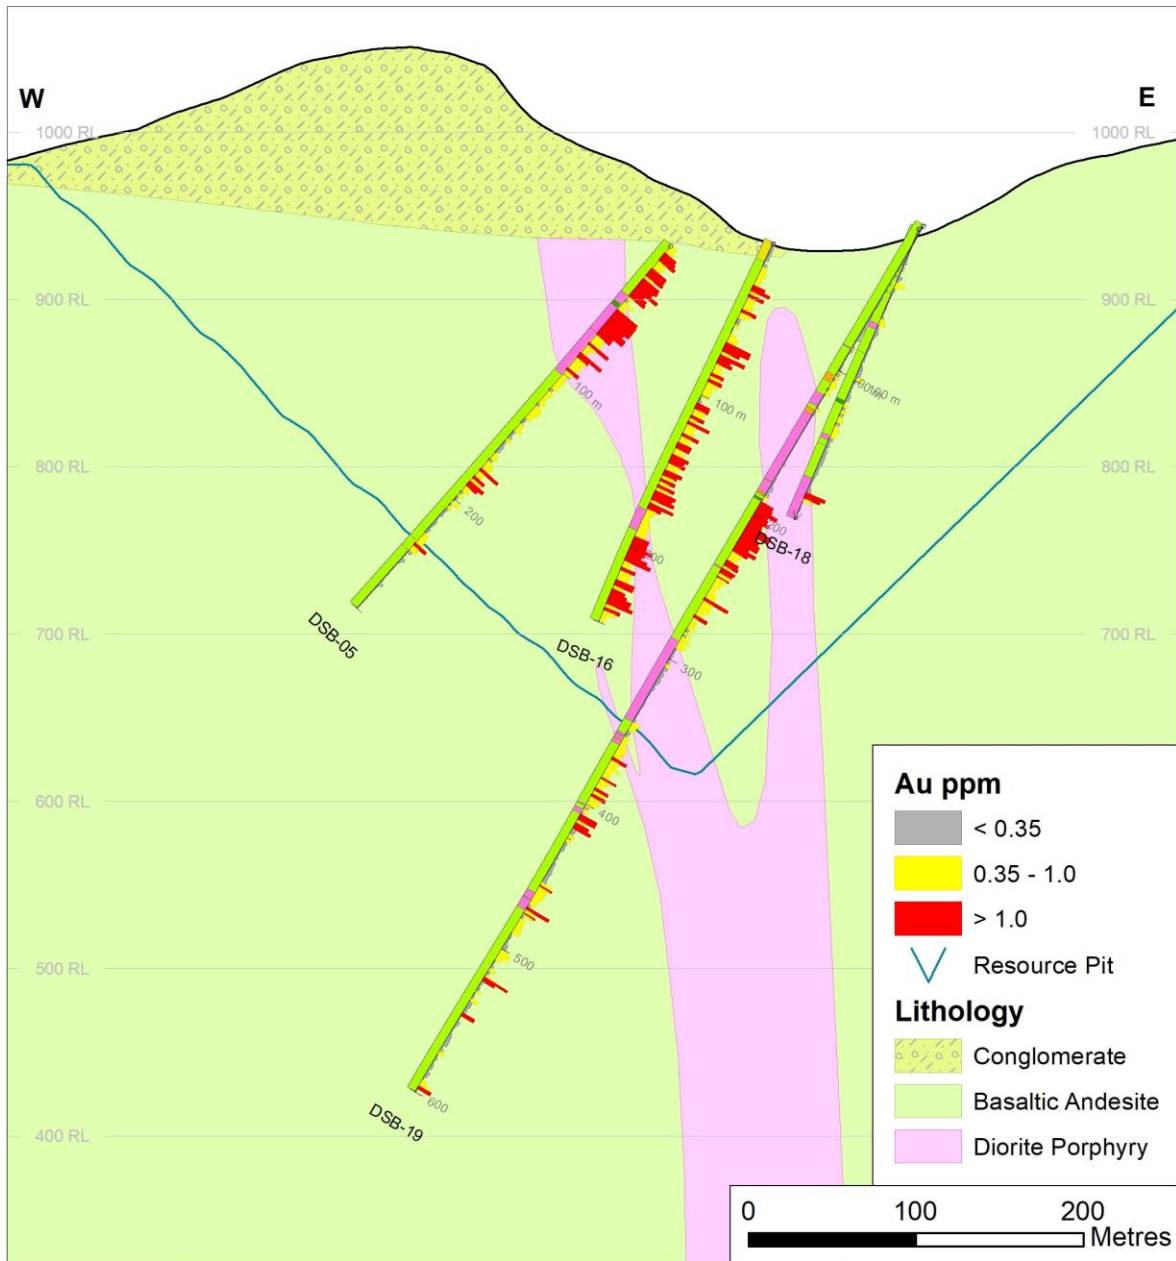 W
E
1000 RL
1000 RL
900 RL
900 RL
100 m
100 m
100 m
800 RL
800 RL
200
200
DSB-18
200
DSB-05
DSB-16
700 RL
700 RL
300
600 RL
400
500 RL
500
DSB-19
600
400 RL
Au ppm
< 0.35
0.35 - 1.0
> 1.0
Resource Pit
Lithology
Conglomerate
Basaltic Andesite
Diorite Porphyry
0 100 200
Metres